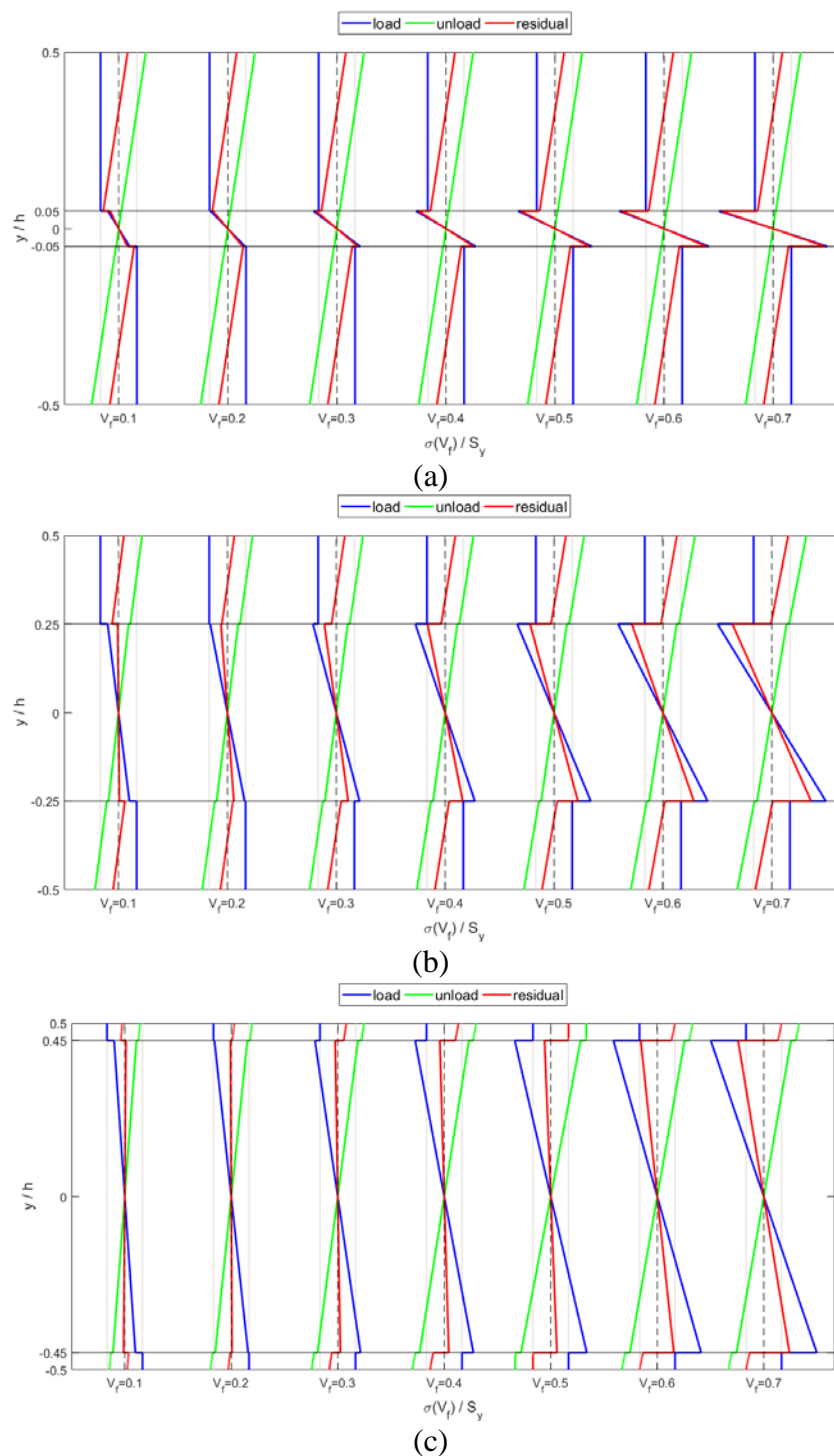 load unload residual
0.5
0.05
0
-0.05
-0.5
y / h
V_f=0.1 V_f=0.2 V_f=0.3 V_f=0.4 V_f=0.5 V_f=0.6 V_f=0.7
σ(V_f) / S_y
(a)
load unload residual
0.5
0.25
0
-0.25
-0.5
y / h
V_f=0.1 V_f=0.2 V_f=0.3 V_f=0.4 V_f=0.5 V_f=0.6 V_f=0.7
σ(V_f) / S_y
(b)
load unload residual
0.5
0.45
0
-0.45
-0.5
y / h
V_f=0.1 V_f=0.2 V_f=0.3 V_f=0.4 V_f=0.5 V_f=0.6 V_f=0.7
σ(V_f) / S_y
(c)